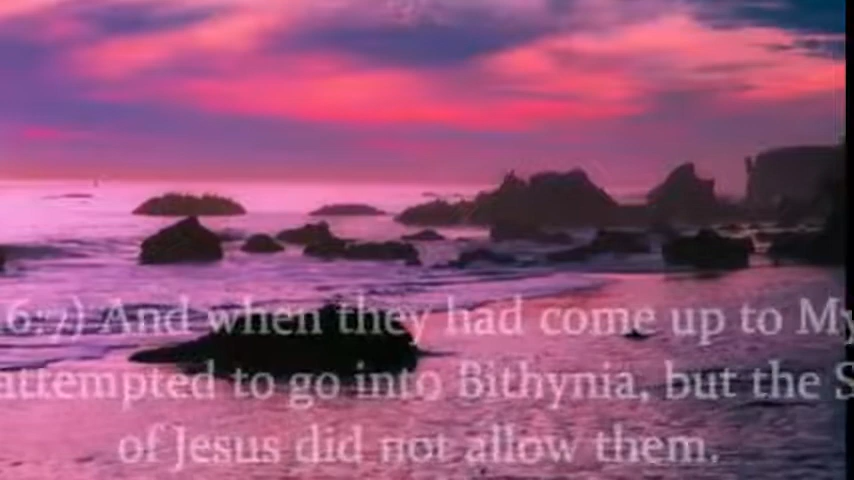 6:7) And when they had come up to My
attempted to go into Bithynia, but the S
of Jesus did not allow them.